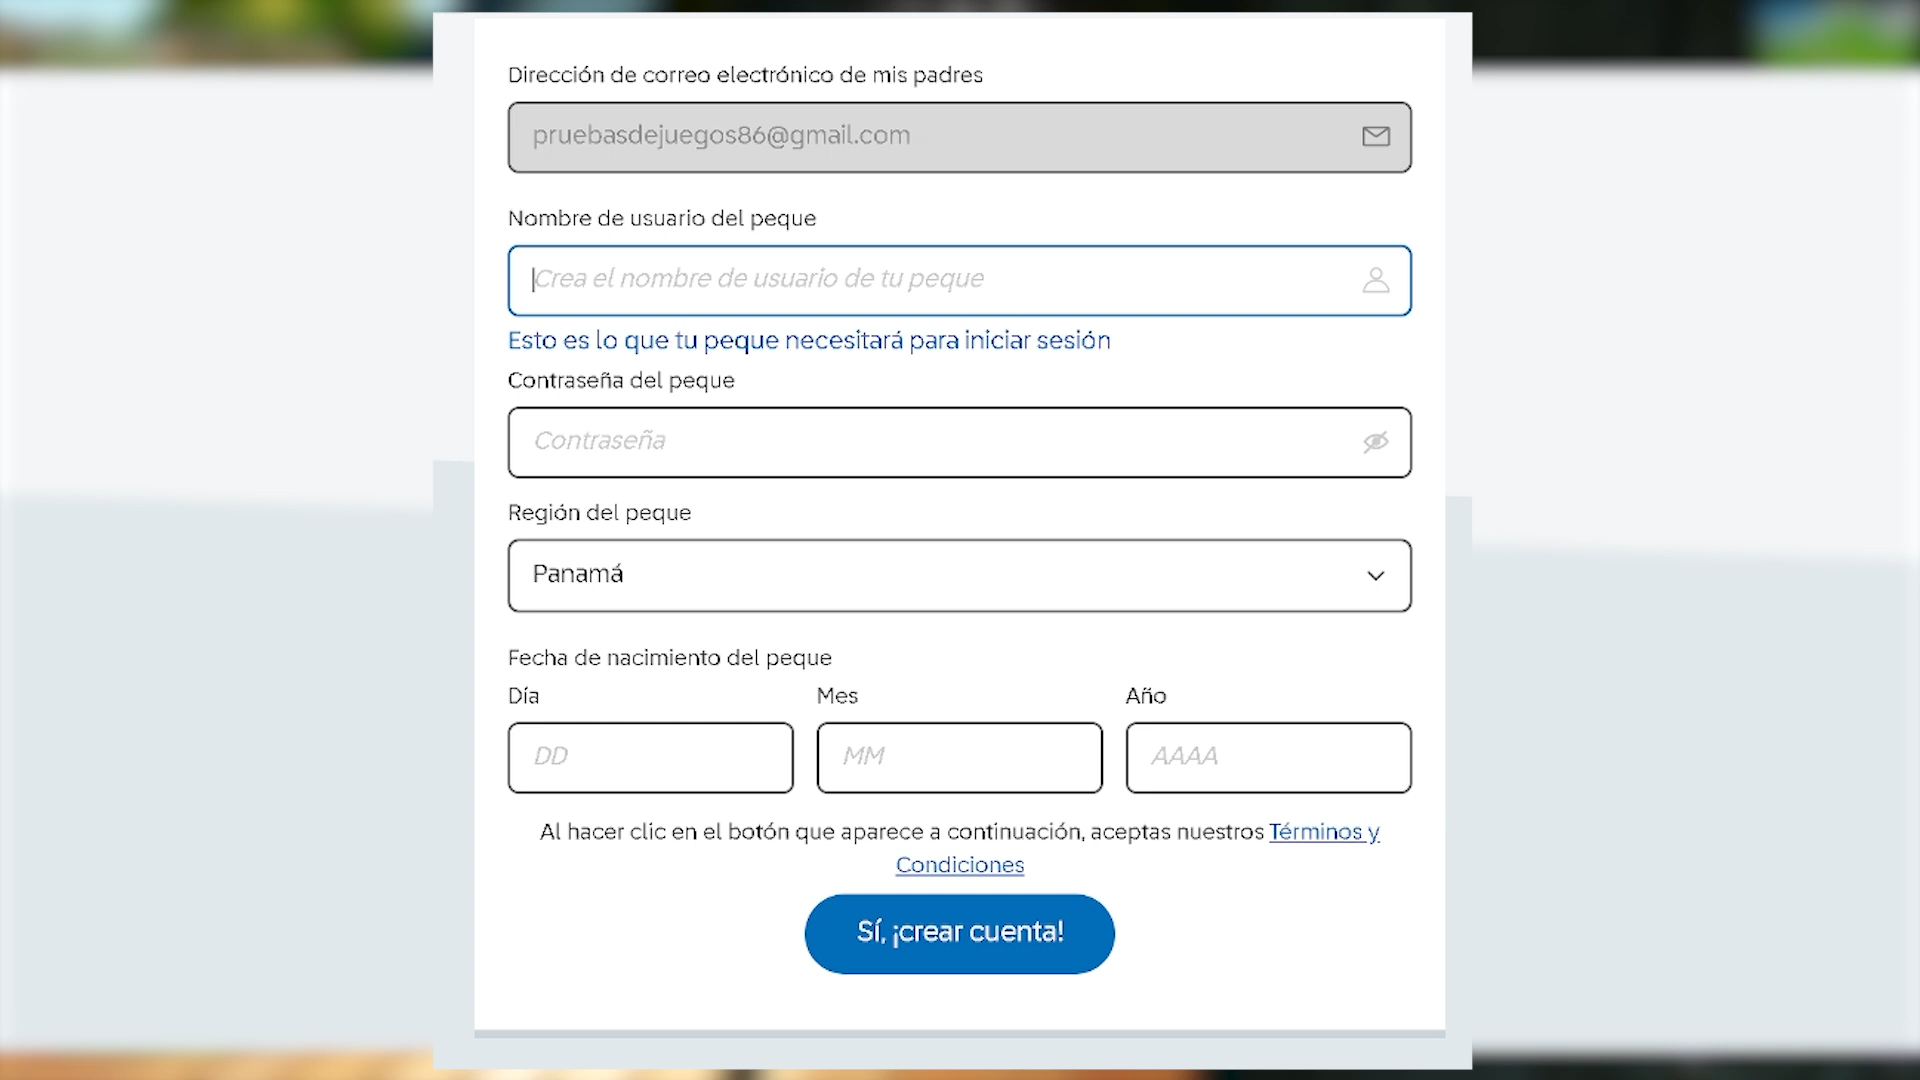 Dirección de correo electrónico de mis padres
pruebasdejuegos86@gmail.com
Nombre de usuario del peque
Crea el nombre de usuario de tu peque
Esto es lo que tu peque necesitará para iniciar sesión
Contraseña del peque
Contraseña
Región del peque
Panamá
Fecha de nacimiento del peque
Día Mes Año
DD MM AAAA
Al hacer clic en el botón que aparece a continuación, aceptas nuestros Términos y
Condiciones
Sí, ¡crear cuenta!